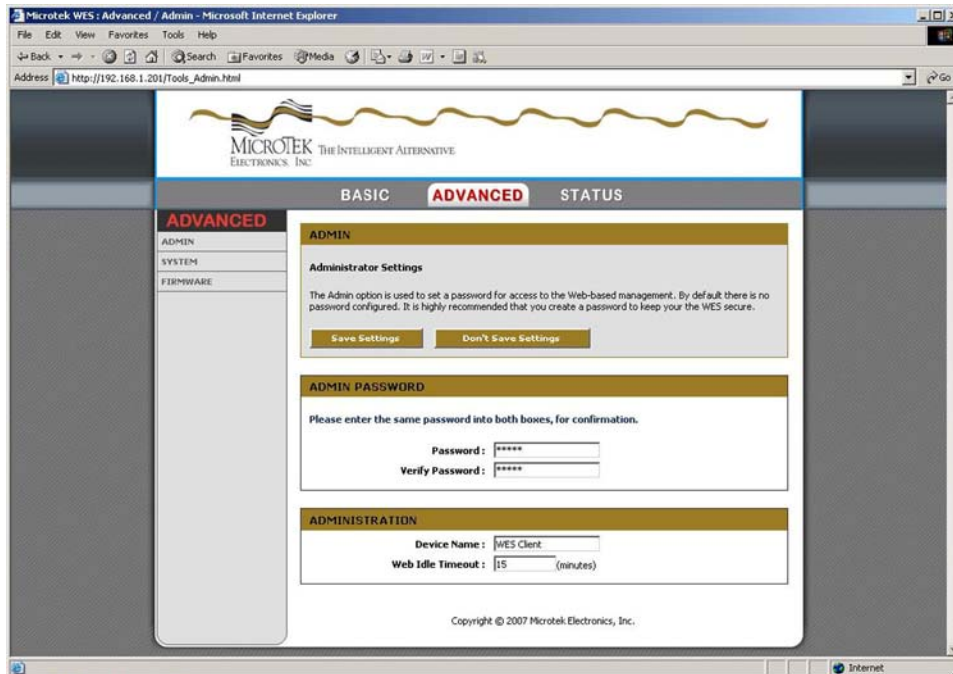 Microtek WES : Advanced / Admin - Microsoft Internet Explorer
File Edit View Favorites Tools Help
Back Search Favorites Media
Address http://192.168.1.201/Tools_Admin.html Go
MICROTEK THE INTELLIGENT ALTERNATIVE
ELECTRONICS, INC
BASIC ADVANCED STATUS
ADVANCED
ADMIN
SYSTEM
FIRMWARE
ADMIN
Administrator Settings
The Admin option is used to set a password for access to the Web-based management. By default there is no
password configured. It is highly recommended that you create a password to keep your the WES secure.
Save Settings Don't Save Settings
ADMIN PASSWORD
Please enter the same password into both boxes, for confirmation.
Password : *****
Verify Password : *****
ADMINISTRATION
Device Name : WES Client
Web Idle Timeout : 15 (minutes)
Copyright © 2007 Microtek Electronics, Inc.
Internet